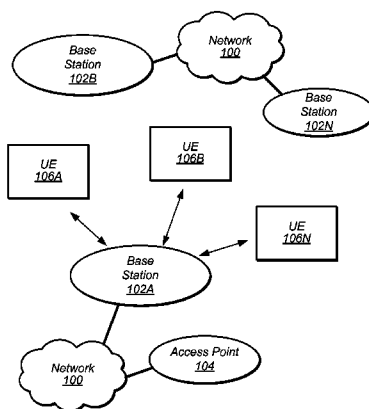 Base
Station
102B
Network
100
Base
Station
102N
UE
106A
UE
106B
UE
106N
Base
Station
102A
Network
100
Access Point
104